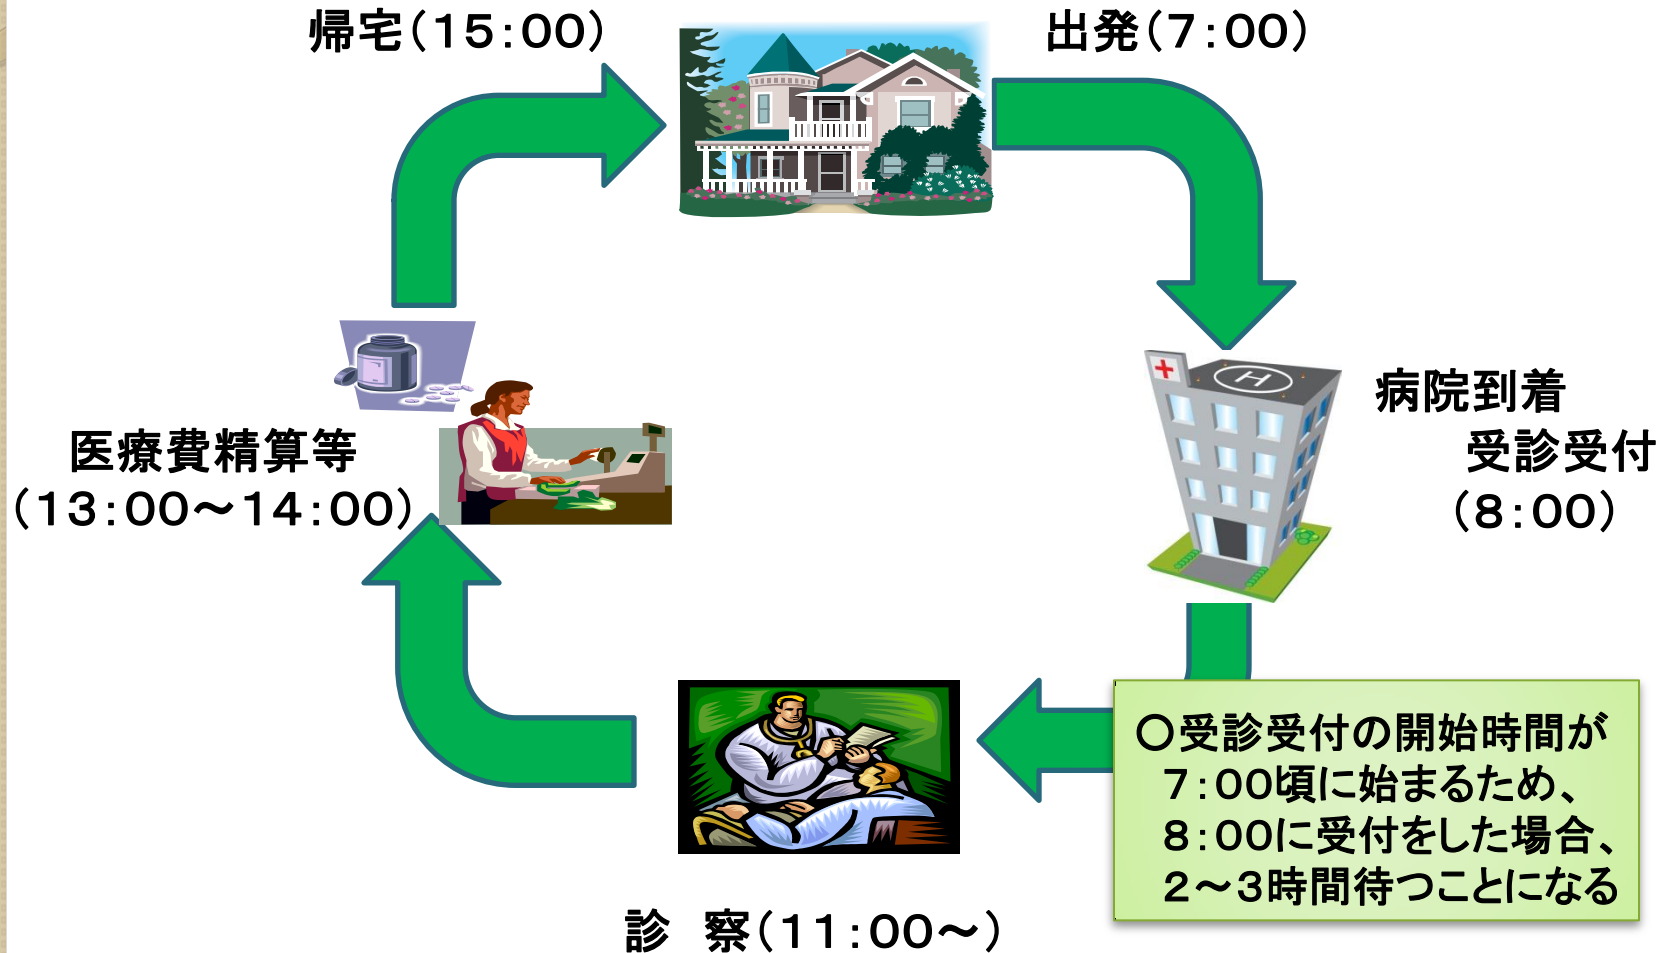 帰宅(15:00)
出発(7:00)
病院到着
受診受付
(8:00)
〇受診受付の開始時間が
7:00頃に始まるため、
8:00に受付をした場合、
2～3時間待つことになる
診　察(11:00～)
医療費精算等
(13:00～14:00)
H